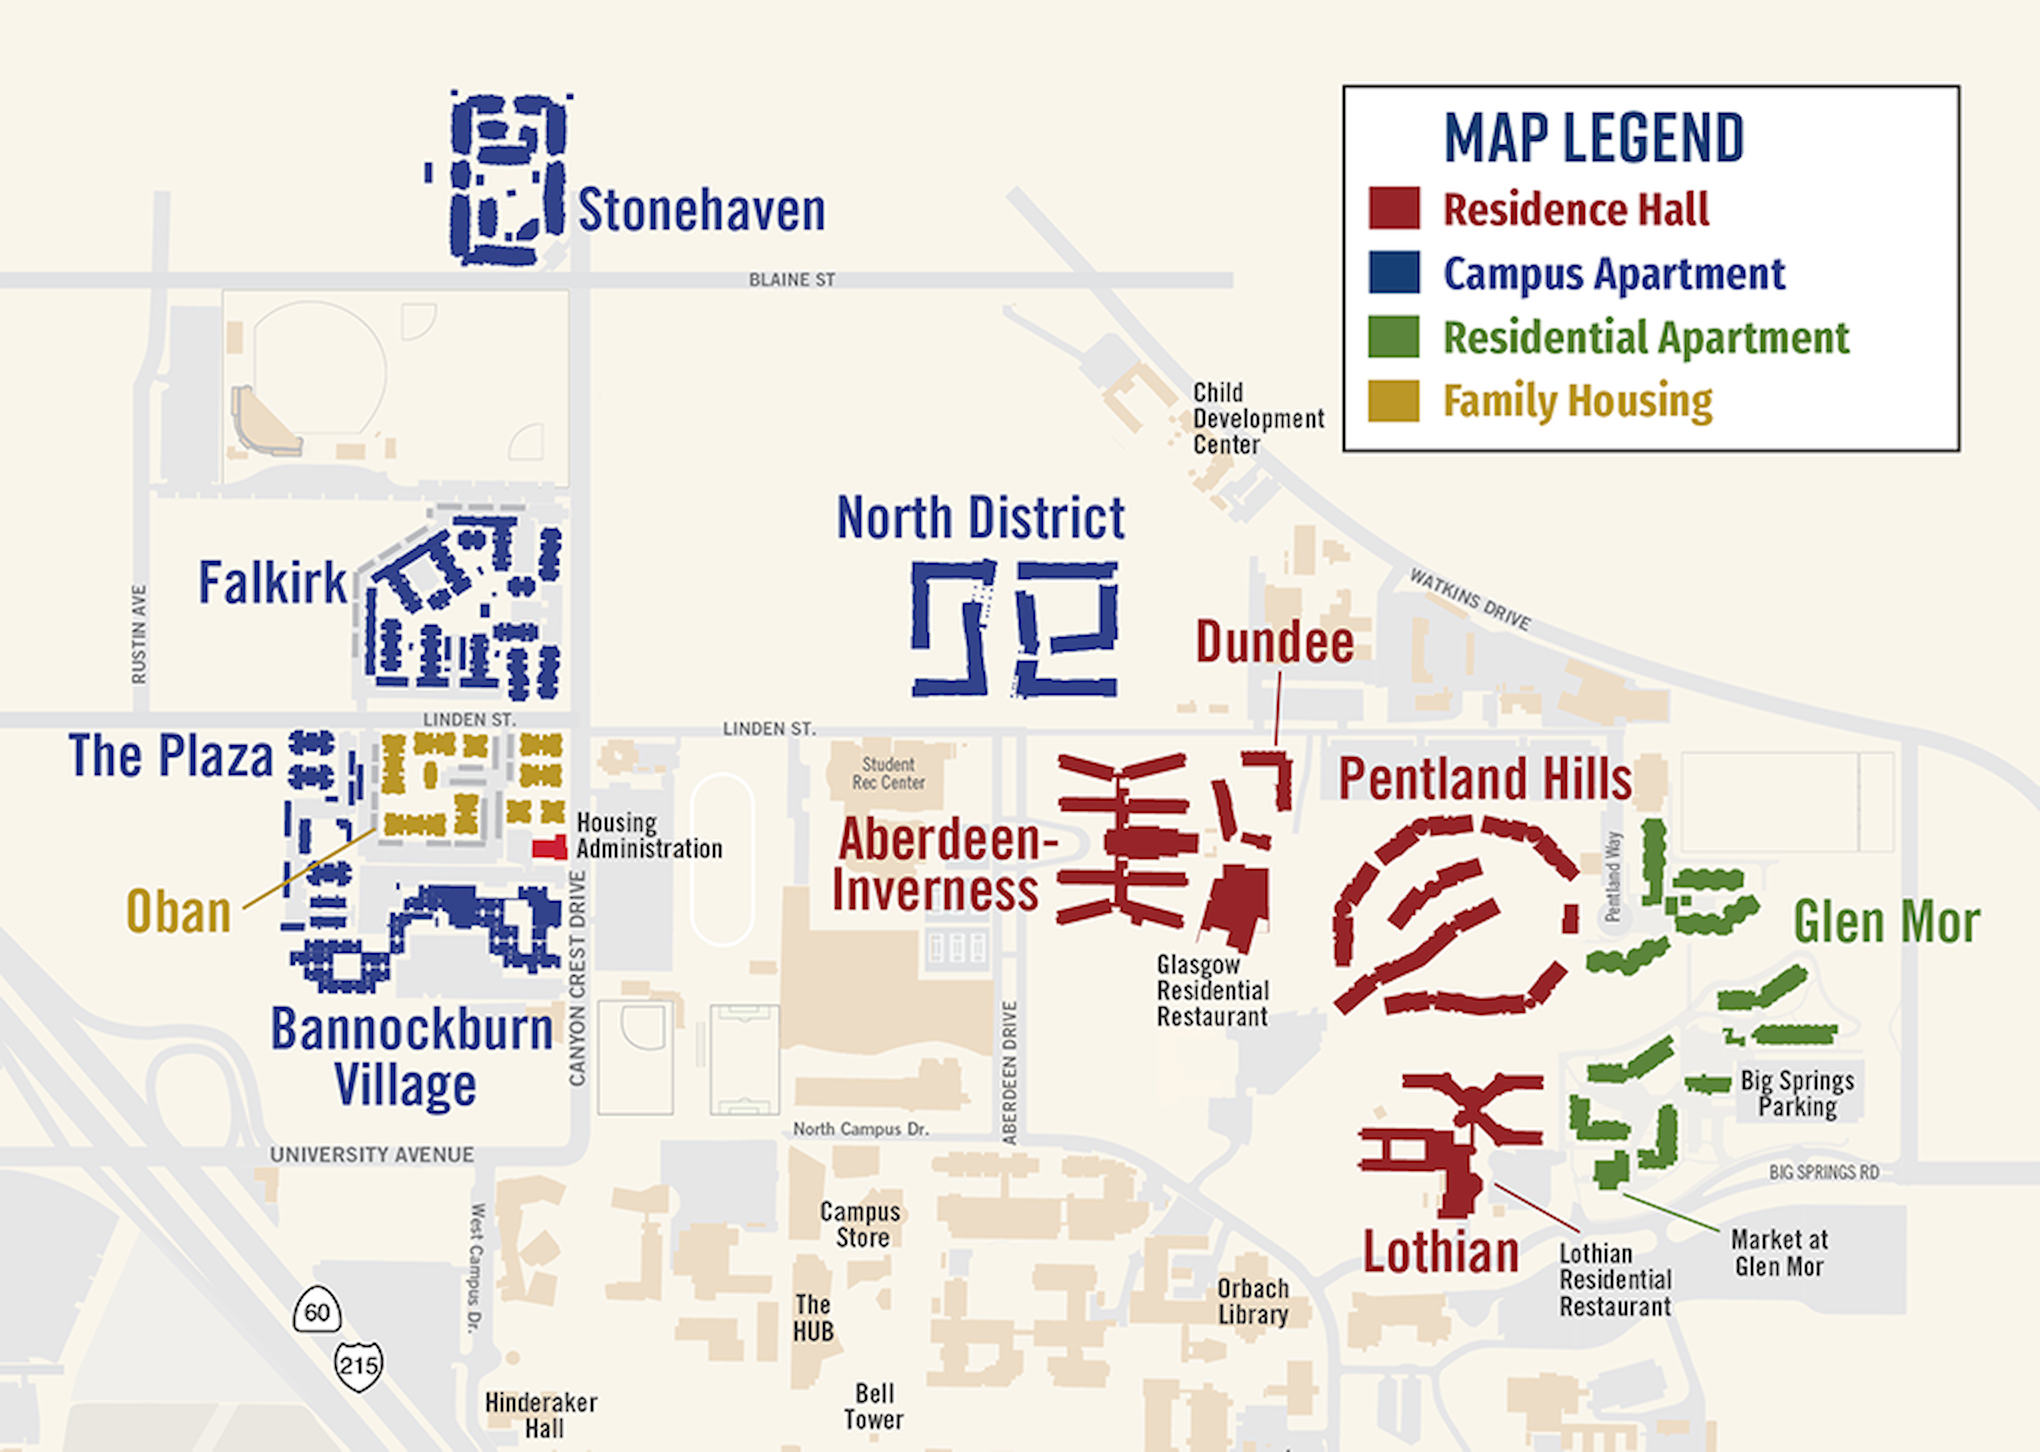 MAP LEGEND
Residence Hall
Campus Apartment
Residential Apartment
Family Housing
Stonehaven
BLAINE ST
Child
Development
Center
North District
Falkirk
RUSTIN AVE
WATKINS DRIVE
Dundee
LINDEN ST.
LINDEN ST.
The Plaza
Student
Rec Center
Pentland Hills
Housing
Administration
Aberdeen-
Inverness
Pentland Way
Oban
Glen Mor
CANYON CREST DRIVE
Glasgow
Residential
Restaurant
Bannockburn
Village
ABERDEEN DRIVE
Big Springs
Parking
North Campus Dr.
UNIVERSITY AVENUE
BIG SPRINGS RD
West Campus Dr.
Campus
Store
Lothian
Lothian
Residential
Restaurant
Market at
Glen Mor
Orbach
Library
The
HUB
60
215
Hinderaker
Hall
Bell
Tower